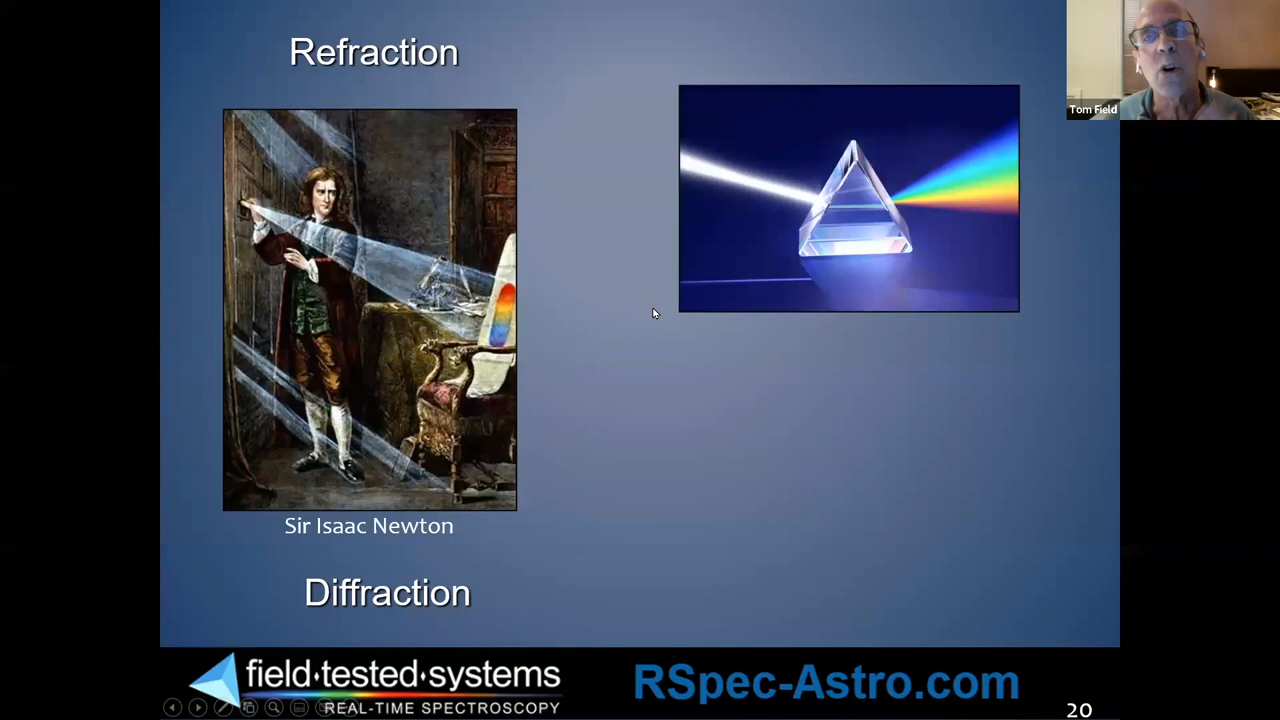 Refraction
Tom Field
Sir Isaac Newton
Diffraction
field·tested·systems
REAL-TIME SPECTROSCOPY
RSpec-Astro.com
20